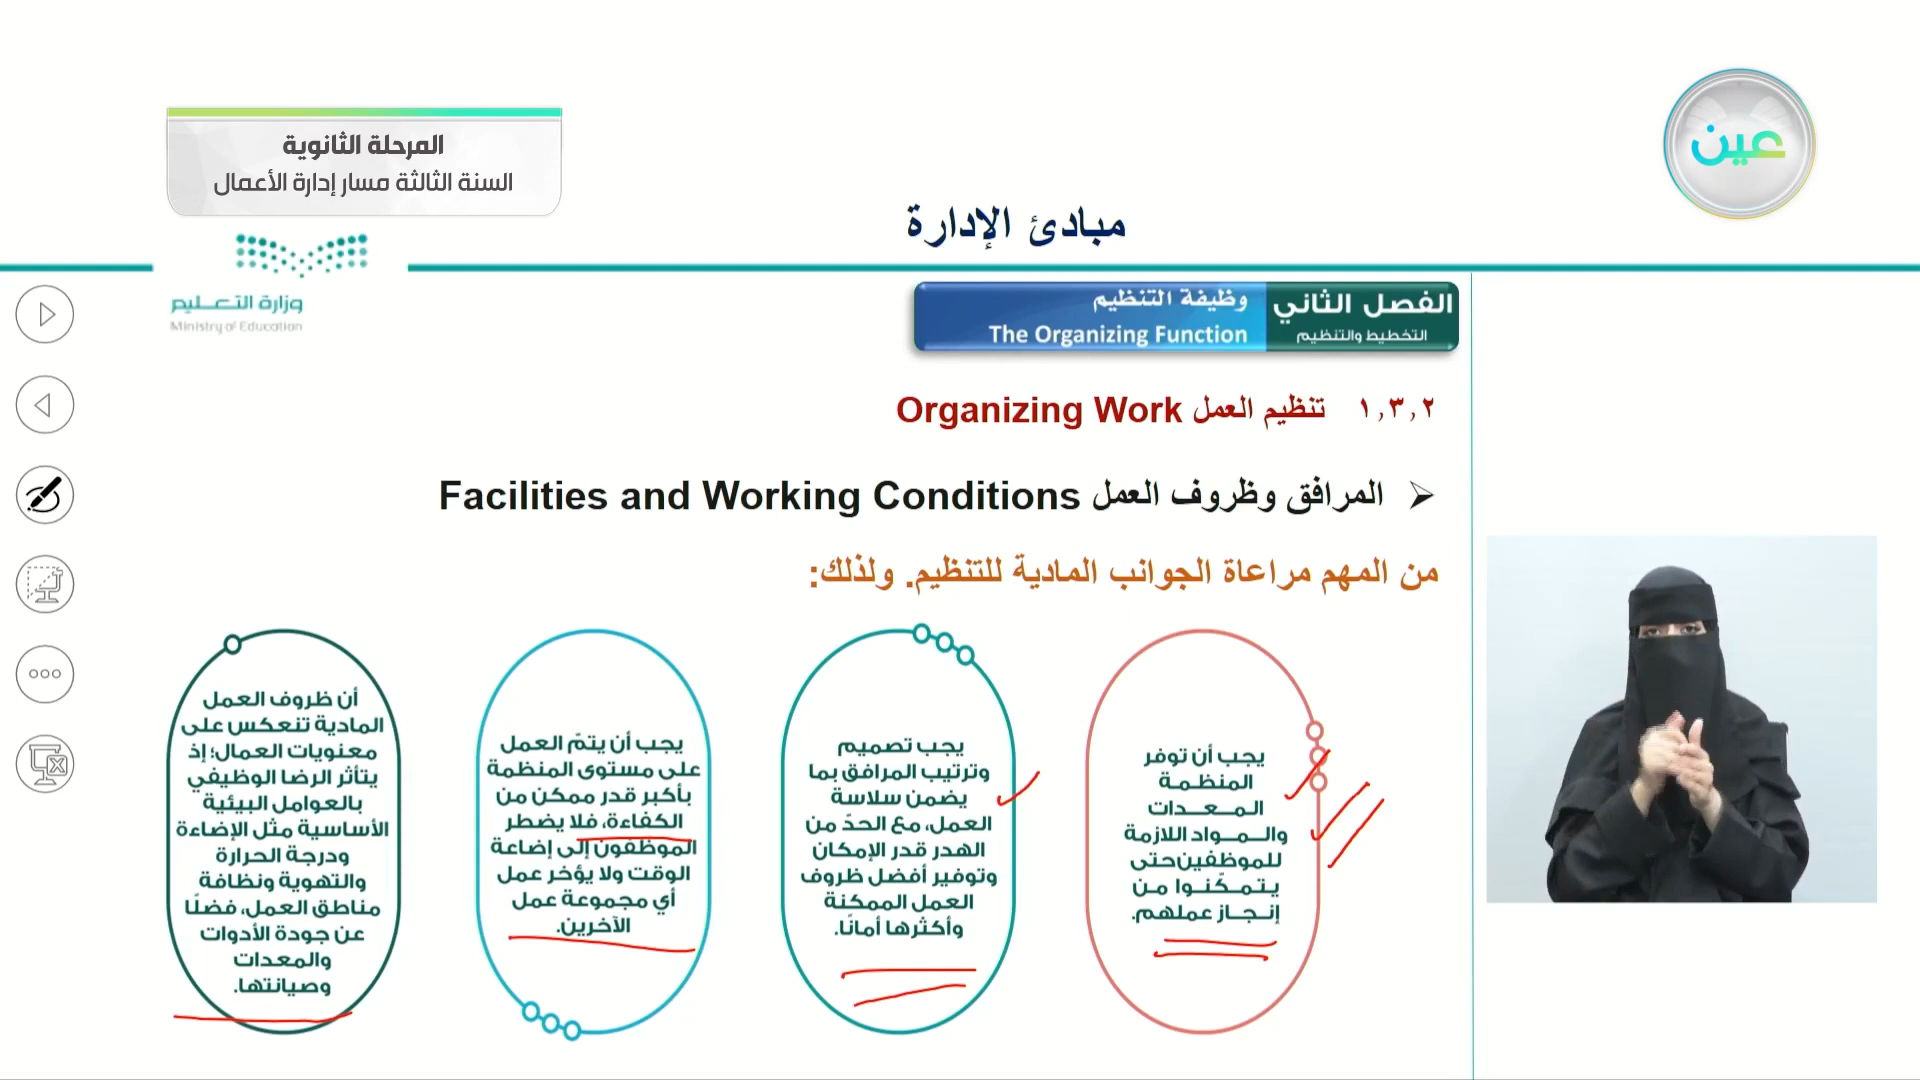 المرحلة الثانوية
السنة الثالثة مسار إدارة الأعمال
عين
مبادئ الإدارة
وزارة التعليم
Ministry of Education
الفصل الثاني
التخطيط والتنظيم
وظيفة التنظيم
The Organizing Function
١,٣,٢ تنظيم العمل Organizing Work
المرافق وظروف العمل Facilities and Working Conditions
من المهم مراعاة الجوانب المادية للتنظيم. ولذلك:
يجب أن توفر
المنظمة
المعدات
والمواد اللازمة
للموظفين حتى
يتمكّنوا من
إنجاز عملهم.
يجب تصميم
وترتيب المرافق بما
يضمن سلاسة
العمل، مع الحدّ من
الهدر قدر الإمكان
وتوفير أفضل ظروف
العمل الممكنة
وأكثرها أمانًا.
يجب أن يتمّ العمل
على مستوى المنظمة
بأكبر قدر ممكن من
الكفاءة، فلا يضطر
الموظفون إلى إضاعة
الوقت ولا يؤخر عمل
أي مجموعة عمل
الآخرين.
أن ظروف العمل
المادية تنعكس على
معنويات العمال؛ إذ
يتأثر الرضا الوظيفي
بالعوامل البيئية
الأساسية مثل الإضاءة
ودرجة الحرارة
والتهوية ونظافة
مناطق العمل، فضلًا
عن جودة الأدوات
والمعدات
وصيانتها.